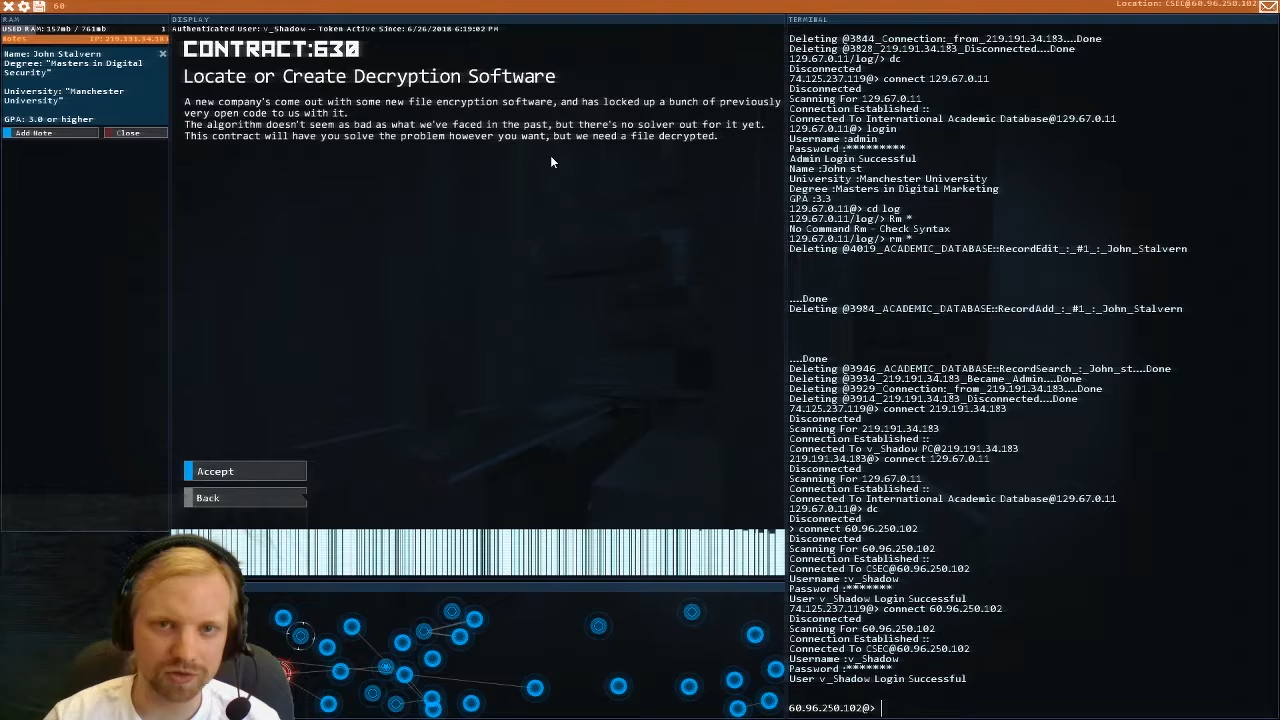 60
Location: CSEC@60.96.250.102
RAM
USED RAM: 157mb / 761mb 1
notes IP: 219.191.34.183
Name: John Stalvern
Degree: "Masters in Digital
Security"
University: "Manchester
University"
GPA: 3.0 or higher
Add Note
Close
DISPLAY
Authenticated User: v_Shadow -- Token Active Since: 6/26/2018 6:19:02 PM
CONTRACT:630
Locate or Create Decryption Software
A new company's come out with some new file encryption software, and has locked up a bunch of previously
very open code to us with it.
The algorithm doesn't seem as bad as what we've faced in the past, but there's no solver out for it yet.
This contract will have you solve the problem however you want, but we need a file decrypted.
Accept
Back
TERMINAL
Deleting @3844_Connection:_from_219.191.34.183....Done
Deleting @3828_219.191.34.183_Disconnected....Done
129.67.0.11/log/> dc
Disconnected
74.125.237.119@> connect 129.67.0.11
Disconnected
Scanning For 129.67.0.11
Connection Established ::
Connected To International Academic Database@129.67.0.11
129.67.0.11@> login
Username :admin
Password :*********
Admin Login Successful
Name :John st
University :Manchester University
Degree :Masters in Digital Marketing
GPA :3.3
129.67.0.11@> cd log
129.67.0.11/log/> Rm *
No Command Rm - Check Syntax
129.67.0.11/log/> rm *
Deleting @4019_ACADEMIC_DATABASE::RecordEdit_:_#1_:_John_Stalvern
....Done
Deleting @3984_ACADEMIC_DATABASE::RecordAdd_:_#1_:_John_Stalvern
....Done
Deleting @3946_ACADEMIC_DATABASE::RecordSearch_:_John_st....Done
Deleting @3934_219.191.34.183_Became_Admin....Done
Deleting @3929_Connection:_from_219.191.34.183....Done
Deleting @3914_219.191.34.183_Disconnected....Done
74.125.237.119@> connect 219.191.34.183
Disconnected
Scanning For 219.191.34.183
Connection Established ::
Connected To v_Shadow PC@219.191.34.183
219.191.34.183@> connect 129.67.0.11
Disconnected
Scanning For 129.67.0.11
Connection Established ::
Connected To International Academic Database@129.67.0.11
129.67.0.11@> dc
Disconnected
> connect 60.96.250.102
Disconnected
Scanning For 60.96.250.102
Connection Established ::
Connected To CSEC@60.96.250.102
Username :v_Shadow
Password :*******
User v_Shadow Login Successful
74.125.237.119@> connect 60.96.250.102
Disconnected
Scanning For 60.96.250.102
Connection Established ::
Connected To CSEC@60.96.250.102
Username :v_Shadow
Password :*******
User v_Shadow Login Successful
60.96.250.102@>